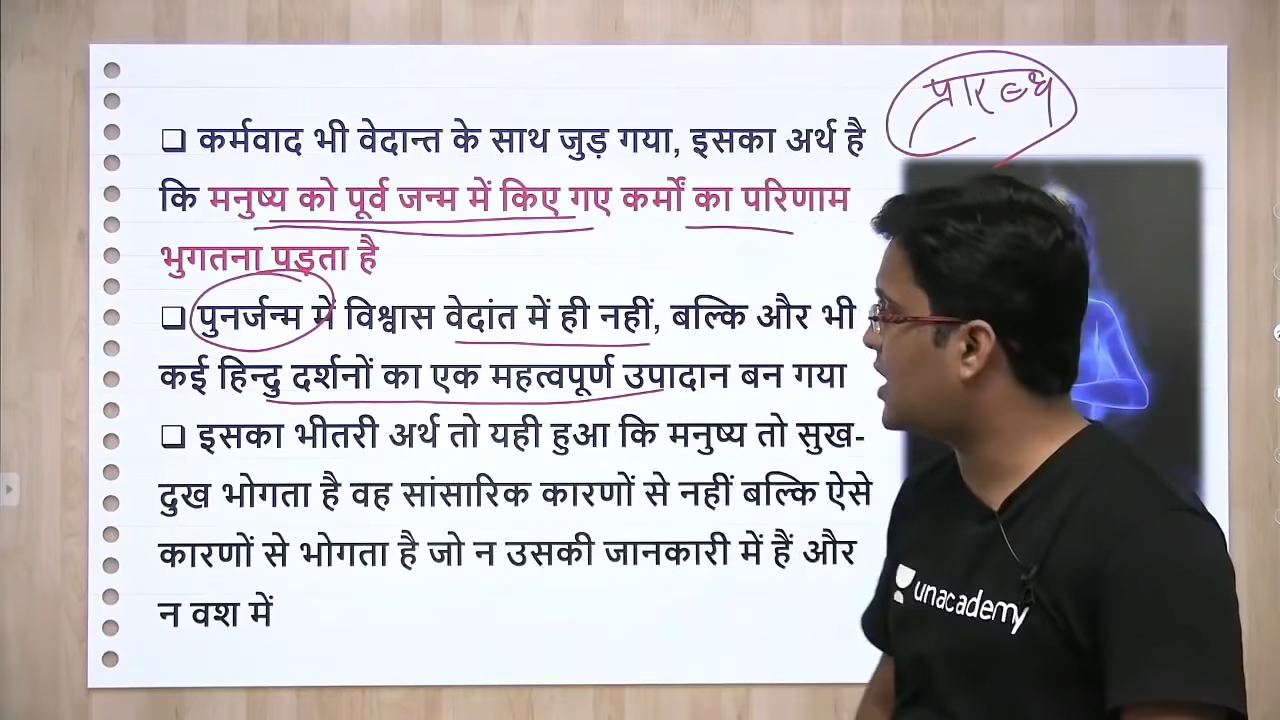 प्रारब्ध
❑ कर्मवाद भी वेदान्त के साथ जुड़ गया, इसका अर्थ है
कि मनुष्य को पूर्व जन्म में किए गए कर्मों का परिणाम
भुगतना पड़ता है
❑ पुनर्जन्म में विश्वास वेदांत में ही नहीं, बल्कि और भी
कई हिन्दु दर्शनों का एक महत्वपूर्ण उपादान बन गया
❑ इसका भीतरी अर्थ तो यही हुआ कि मनुष्य तो सुख-
दुख भोगता है वह सांसारिक कारणों से नहीं बल्कि ऐसे
कारणों से भोगता है जो न उसकी जानकारी में हैं और
न वश में
unacademy